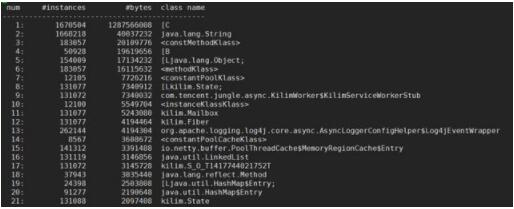 num #instances #bytes class name
----------------------------------------------
1: 1670504 1287566008 [C
2: 1668218 40037232 java.lang.String
3: 183057 20109776 <constMethodKlass>
4: 50928 19619656 [B
5: 154009 17134232 [Ljava.lang.Object;
6: 183057 16115632 <methodKlass>
7: 12105 7726216 <constantPoolKlass>
8: 131077 7340912 [Lkilim.State;
9: 131072 7340032 com.tencent.jungle.async.KilimWorker$KilimServiceWorkerStub
10: 12100 5549704 <instanceKlassKlass>
11: 131077 5243080 kilim.Mailbox
12: 131077 4194464 kilim.Fiber
13: 262144 4194304 org.apache.logging.log4j.core.async.AsyncLoggerConfigHelper$Log4jEventWrapper
14: 8567 3608672 <constantPoolCacheKlass>
15: 141312 3391488 io.netty.buffer.PoolThreadCache$MemoryRegionCache$Entry
16: 131119 3146856 java.util.LinkedList
17: 131072 3145728 kilim.S_O_T1417744021752T
18: 37943 3035440 java.lang.reflect.Method
19: 24398 2503808 [Ljava.util.HashMap$Entry;
20: 91277 2190648 java.util.HashMap$Entry
21: 131088 2097408 kilim.State